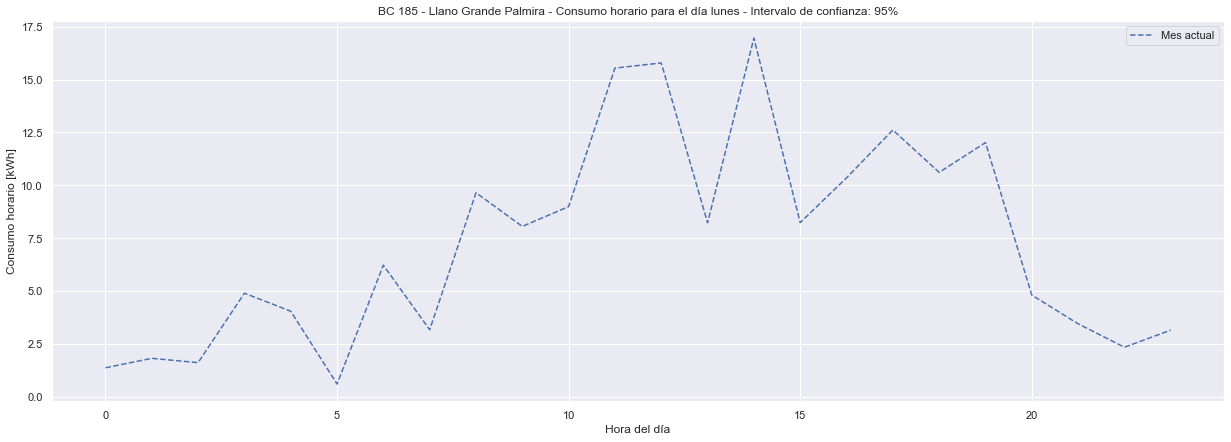 BC 185 - Llano Grande Palmira - Consumo horario para el día lunes - Intervalo de confianza: 95%
Mes actual
Consumo horario [kWh]
17.5
15.0
12.5
10.0
7.5
5.0
2.5
0.0
0 5 10 15 20
Hora del día